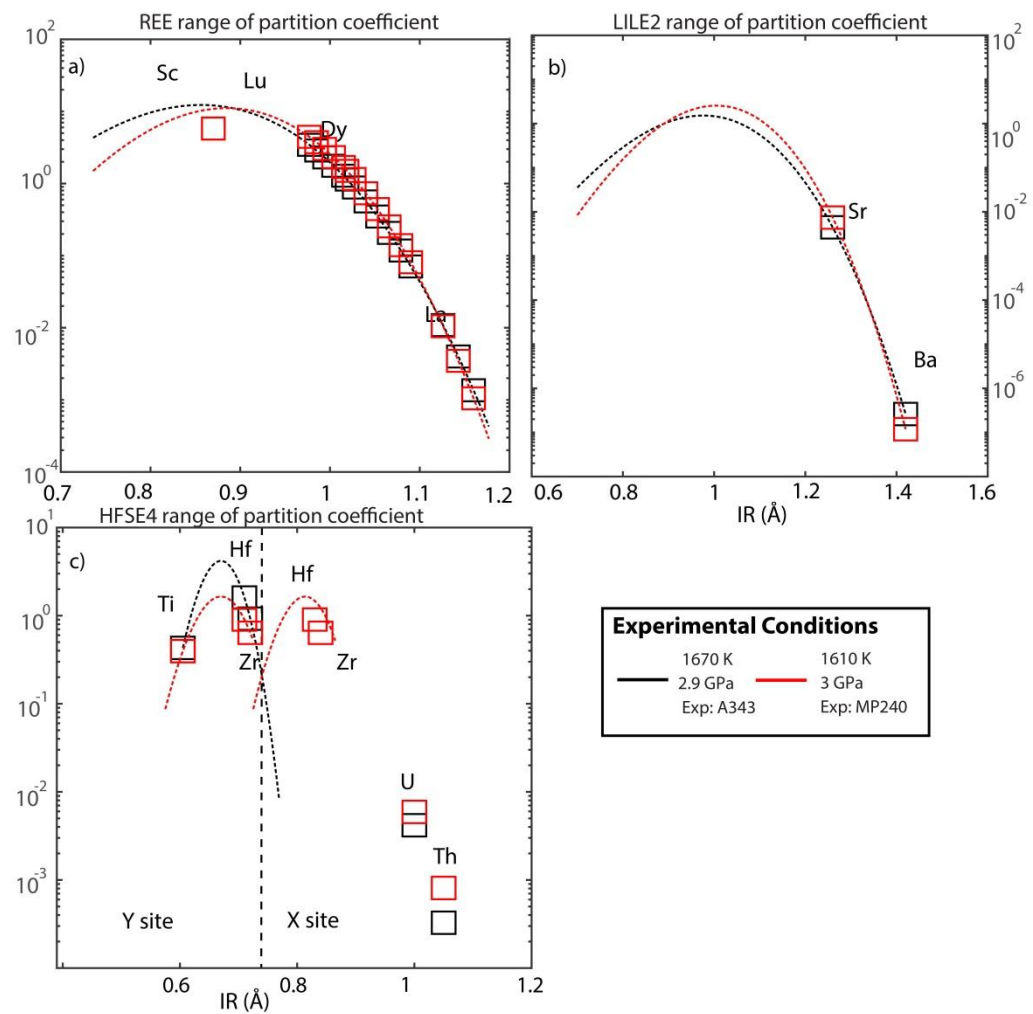 REE range of partition coefficient
LILE2 range of partition coefficient
10^2
a)
Sc
Lu
Dy
10^0
La
10^-2
10^-4
0.7
0.8
0.9
1
1.1
1.2
b)
10^2
10^0
Sr
10^-2
10^-4
Ba
10^-6
0.6
0.8
1
1.2
1.4
1.6
IR (Å)
HFSE4 range of partition coefficient
10^1
c)
Hf
Hf
Ti
10^0
Zr
Zr
10^-1
10^-2
U
Th
10^-3
Y site
X site
0.6
0.8
1
1.2
IR (Å)
Experimental Conditions
1670 K
2.9 GPa
Exp: A343
1610 K
3 GPa
Exp: MP240